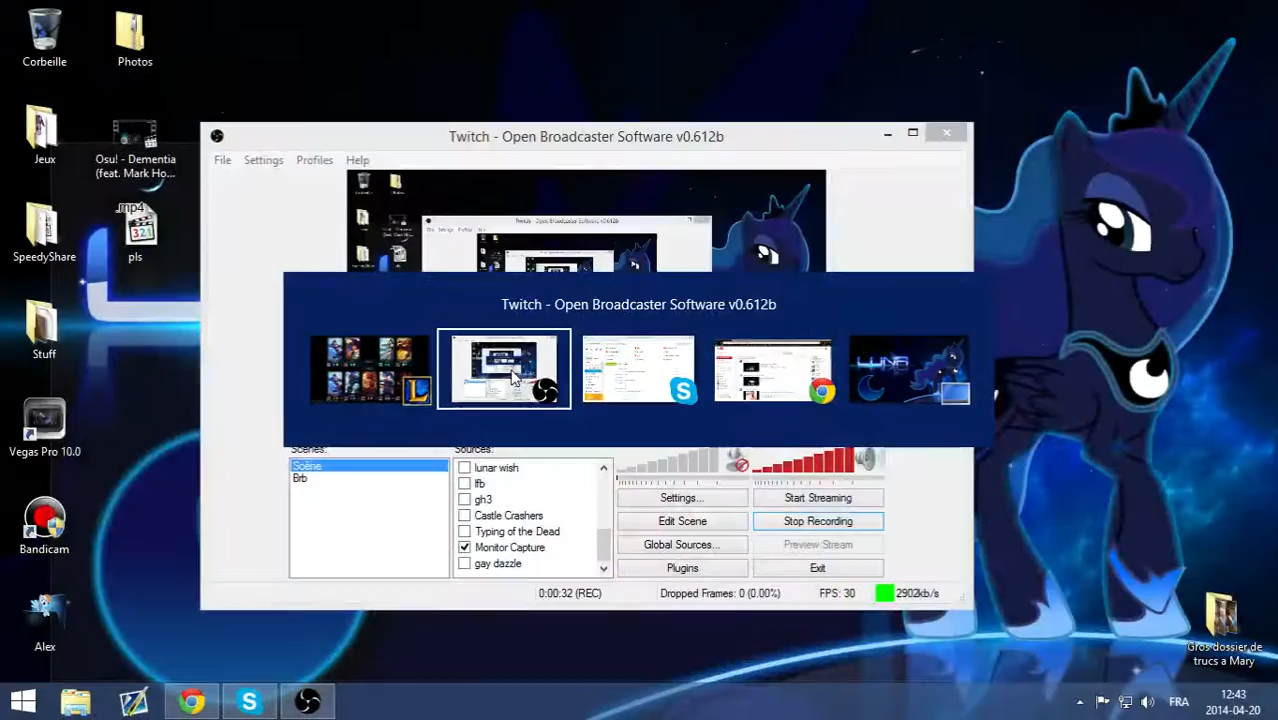 Corbeille
Photos
Jeux
Osu! - Dementia
(feat. Mark Ho...
.mp4
SpeedyShare
pls
Stuff
Vegas Pro 10.0
Bandicam
Alex
Twitch - Open Broadcaster Software v0.612b
File Settings Profiles Help
Twitch - Open Broadcaster Software v0.612b
LUNA
Scenes:
Sources:
Scène
Brb
lunar wish
lfb
gh3
Castle Crashers
Typing of the Dead
Monitor Capture
gay dazzle
Settings...
Start Streaming
Edit Scene
Stop Recording
Global Sources...
Preview Stream
Plugins
Exit
0:00:32 (REC)
Dropped Frames: 0 (0.00%)
FPS: 30
2902kb/s
Gros dossier de
trucs a Mary
FRA
12:43
2014-04-20